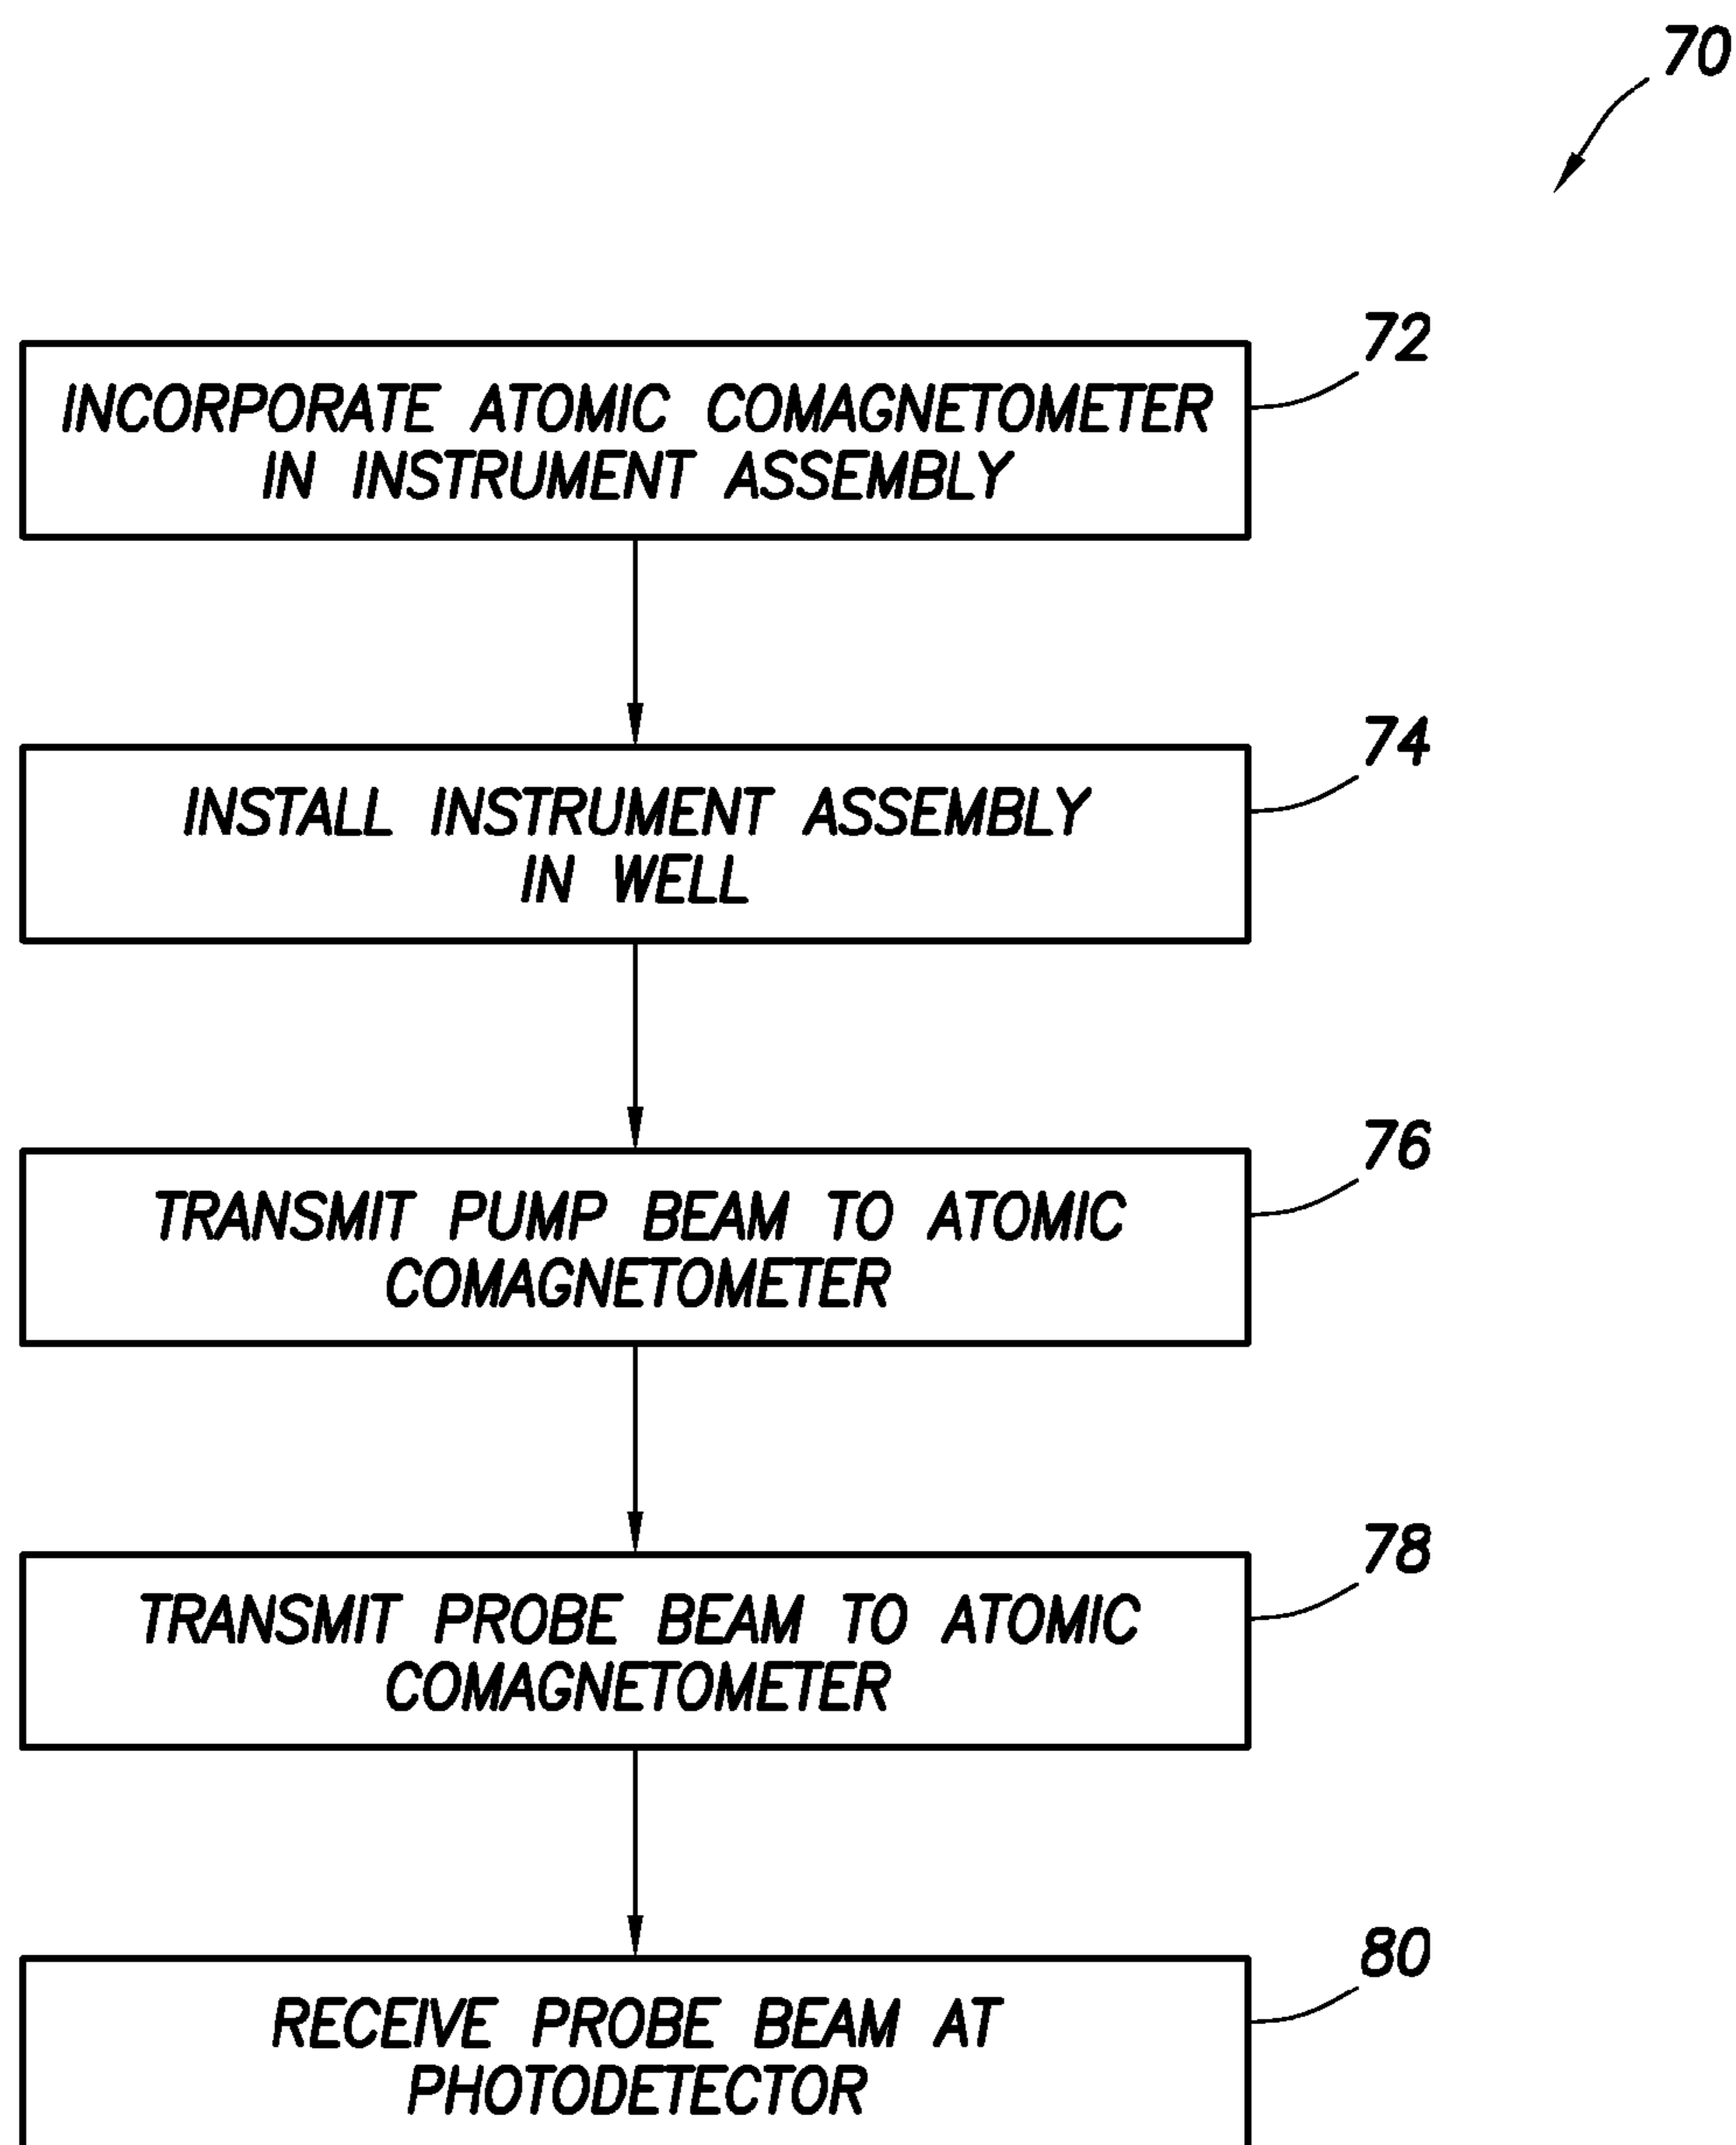 70
72
INCORPORATE ATOMIC COMAGNETOMETER
IN INSTRUMENT ASSEMBLY
74
INSTALL INSTRUMENT ASSEMBLY
IN WELL
76
TRANSMIT PUMP BEAM TO ATOMIC
COMAGNETOMETER
78
TRANSMIT PROBE BEAM TO ATOMIC
COMAGNETOMETER
80
RECEIVE PROBE BEAM AT
PHOTODETECTOR